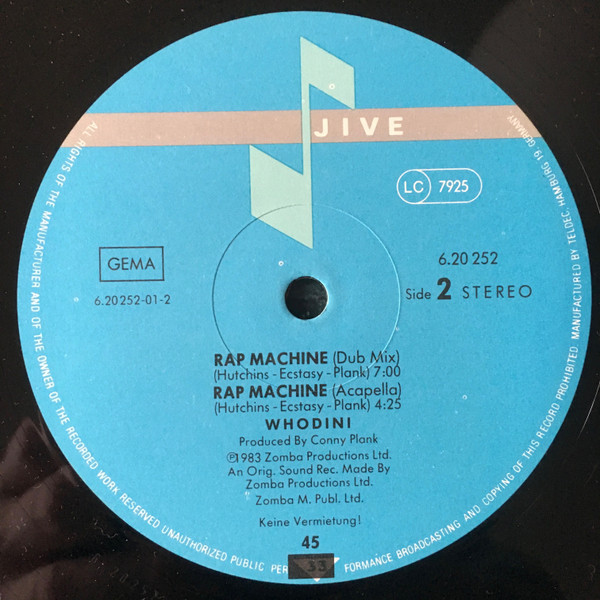 JIVE
LC 7925
GEMA
6.20252-01-2
6.20 252
Side 2 STEREO
RAP MACHINE (Dub Mix)
(Hutchins - Ecstasy - Plank) 7:00
RAP MACHINE (Acapella)
(Hutchins - Ecstasy - Plank) 4:25
WHODINI
Produced By Conny Plank
℗1983 Zomba Productions Ltd.
An Orig. Sound Rec. Made By
Zomba Productions Ltd.
Zomba M. Publ. Ltd.
Keine Vermietung!
45
33
ALL RIGHTS OF THE MANUFACTURER AND OF THE OWNER OF THE RECORDED WORK RESERVED UNAUTHORIZED PUBLIC PER FORMANCE BROADCASTING AND COPYING OF THIS RECORD PROHIBITED. MANUFACTURED BY TELDEC, HAMBURG 19, GERMANY